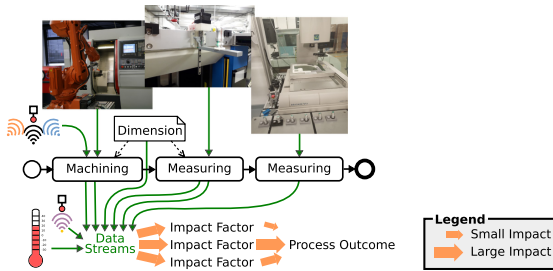 Dimension
Machining
Measuring
Measuring
Data
Streams
Impact Factor
Impact Factor
Impact Factor
Process Outcome
Legend
Small Impact
Large Impact